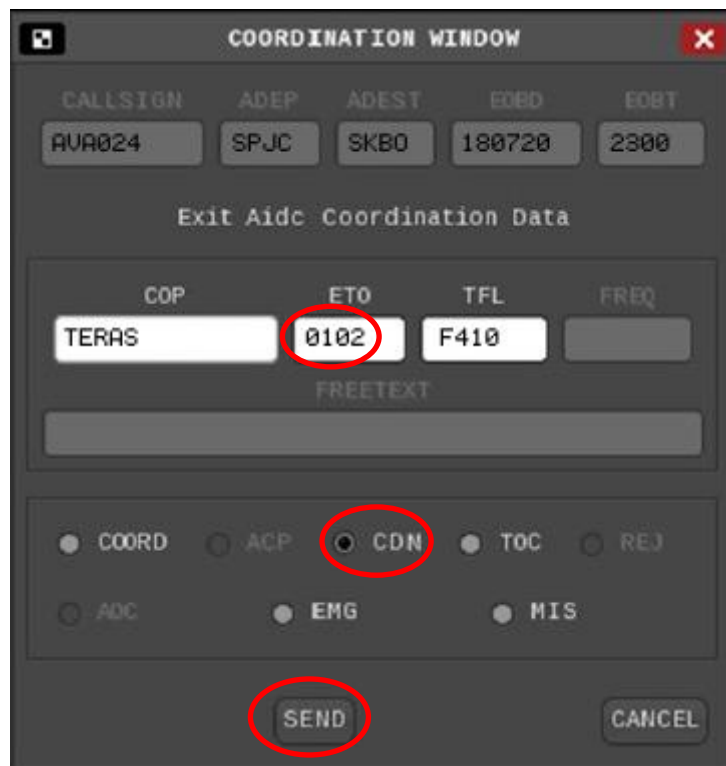 COORDINATION WINDOW
CALLSIGN ADEP ADEST EOBD EOBT
AVA024 SPJC SKBO 180720 2300
Exit Aidc Coordination Data
COP ETO TFL FREQ
TERAS 0102 F410
FREETEXT
COORD ACP CDN TOC REJ
ADC EMG MIS
SEND CANCEL